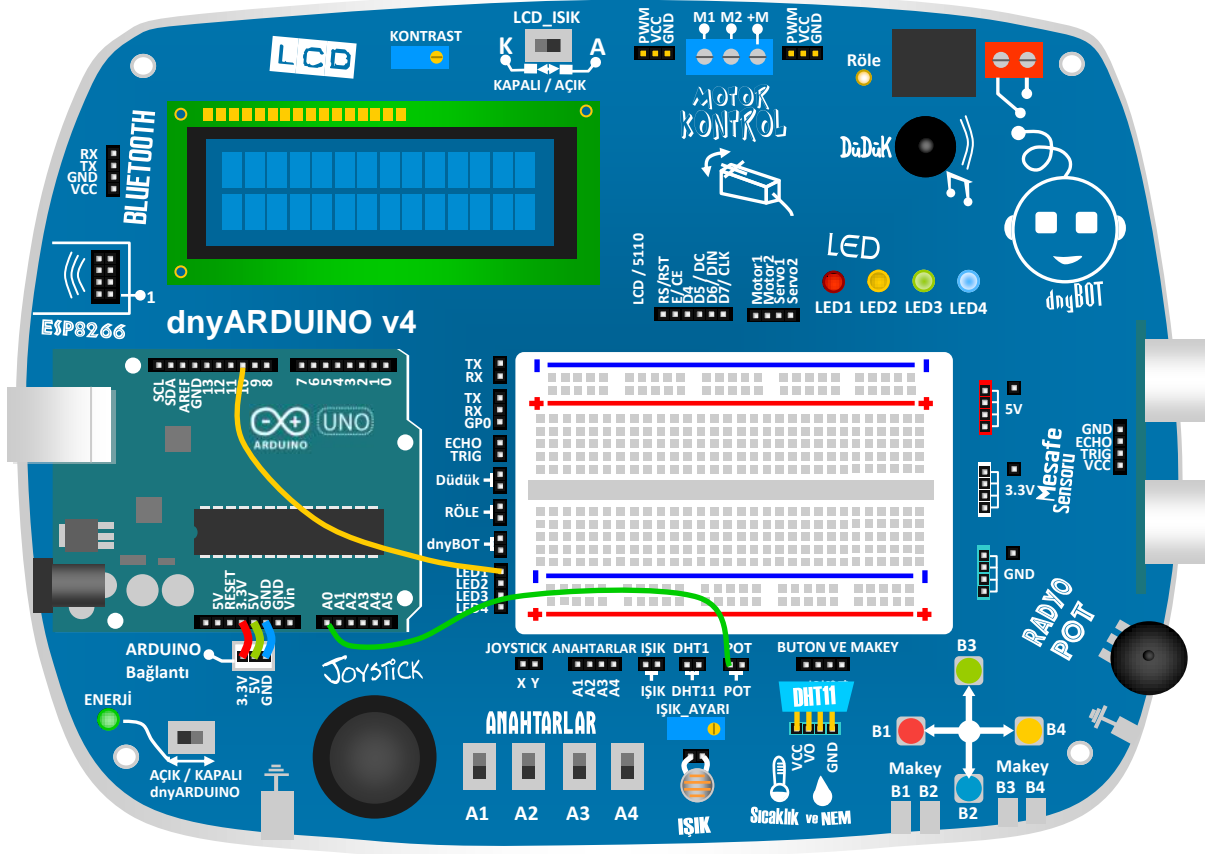 LCD
KONTRAST
LCD_ISIK
K A
KAPALI / AÇIK
PWM
VCC
GND
M1 M2 +M
PWM
VCC
GND
Röle
MOTOR
KONTROL
DüDüK
BLUETOOTH
RX
TX
GND
VCC
1
ESP8266
dnyARDUINO v4
LCD / 5110
RS/RST
E/CE
D4
D5 / DC
D6/ DIN
D7/ CLK
Motor1
Motor2
Servo1
Servo2
LED
LED1 LED2 LED3 LED4
dnyBOT
SCL
SDA
AREF
GND
13
12
11
10
9
8
7
6
5
4
3
2
1
0
UNO
ARDUINO
TX
RX
TX
RX
GP0
ECHO
TRIG
Düdük
RÖLE
dnyBOT
LED1
LED2
LED3
LED4
5V
3.3V
GND
Mesafe
Sensoru
GND
ECHO
TRIG
VCC
RADYO
POT
5V
RESET
3.3V
5V
GND
GND
Vin
A0
A1
A2
A3
A4
A5
ARDUINO
Bağlantı
3.3V
5V
GND
ENERJİ
AÇIK / KAPALI
dnyARDUINO
JOYSTICK
JOYSTICK ANAHTARLAR IŞIK DHT1 POT
X Y
A1
A2
A3
A4
IŞIK DHT11 POT
IŞIK_AYARI
BUTON VE MAKEY
DHT11
VCC
VO
GND
ANAHTARLAR
A1 A2 A3 A4
IŞIK
Sıcaklık ve NEM
B3
B1
B4
B2
Makey
B1 B2
Makey
B3 B4